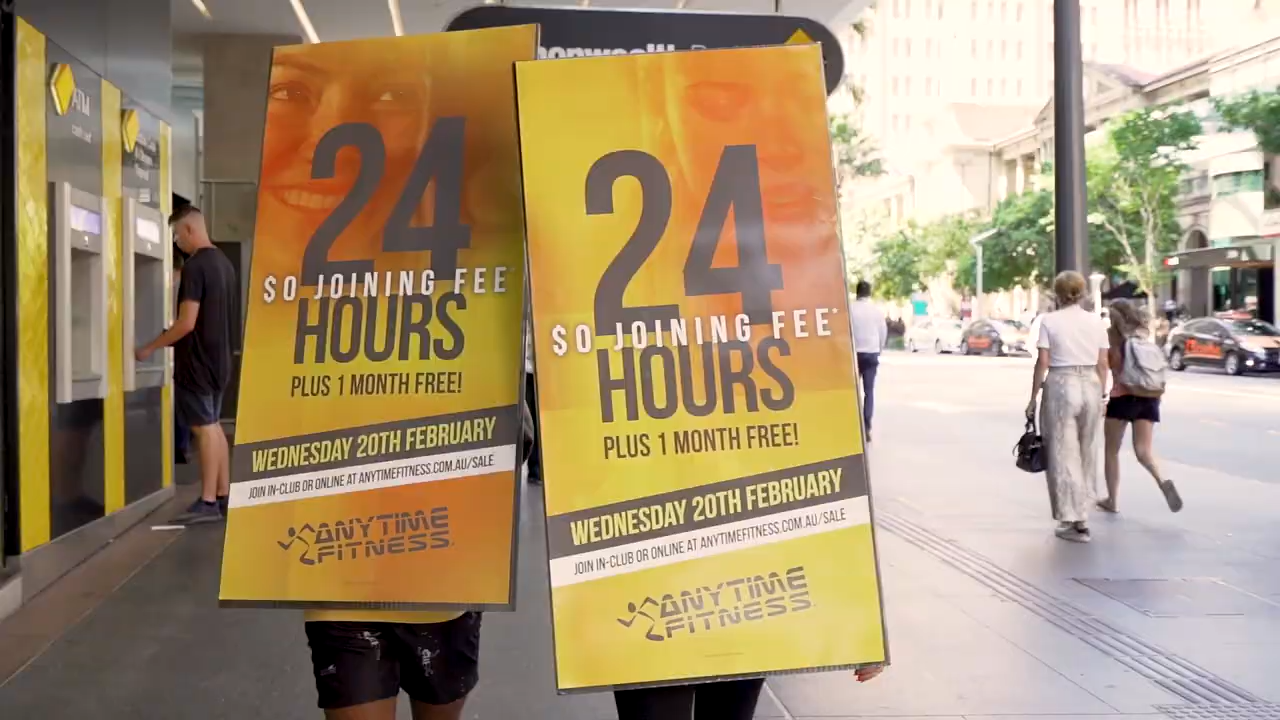 Commonwealth Bank
ATM
24
$0 JOINING FEE*
HOURS
PLUS 1 MONTH FREE!
WEDNESDAY 20TH FEBRUARY
JOIN IN-CLUB OR ONLINE AT ANYTIMEFITNESS.COM.AU/SALE
ANYTIME
FITNESS
24
$0 JOINING FEE*
HOURS
PLUS 1 MONTH FREE!
WEDNESDAY 20TH FEBRUARY
JOIN IN-CLUB OR ONLINE AT ANYTIMEFITNESS.COM.AU/SALE
ANYTIME
FITNESS